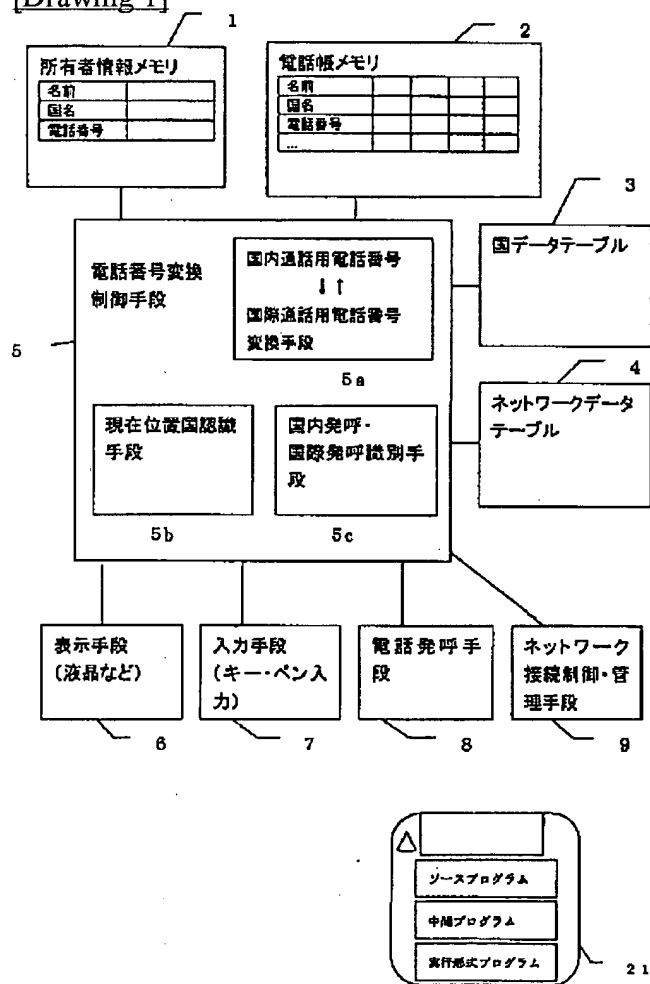 [Drawing 1]
1
所有者情報メモリ
名前
国名
電話番号
2
電話帳メモリ
名前
国名
電話番号
...
3
国データテーブル
4
ネットワークデータ
テーブル
5
電話番号変換
制御手段
国内通話用電話番号
↓↑
国際通話用電話番号
変換手段
5a
現在位置国認識
手段
5b
国内発呼・
国際発呼識別手
段
5c
表示手段
(液晶など)
6
入力手段
(キー・ペン入
力)
7
電話発呼手
段
8
ネットワーク
接続制御・管
理手段
9
ソースプログラム
中間プログラム
実行形式プログラム
21